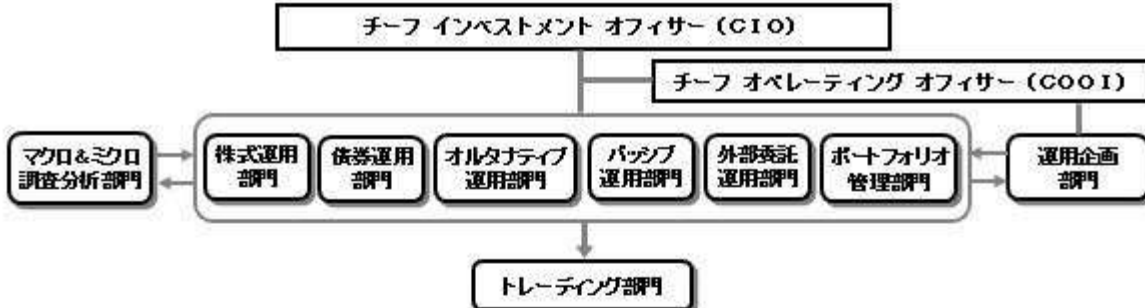 チーフ インベストメント オフィサー (CIO)
チーフ オペレーティング オフィサー (COOI)
マクロ&ミクロ
調査分析部門
株式運用
部門
債券運用
部門
オルタナティブ
運用部門
パッシブ
運用部門
外部委託
運用部門
ポートフォリオ
管理部門
運用企画
部門
トレーディング部門